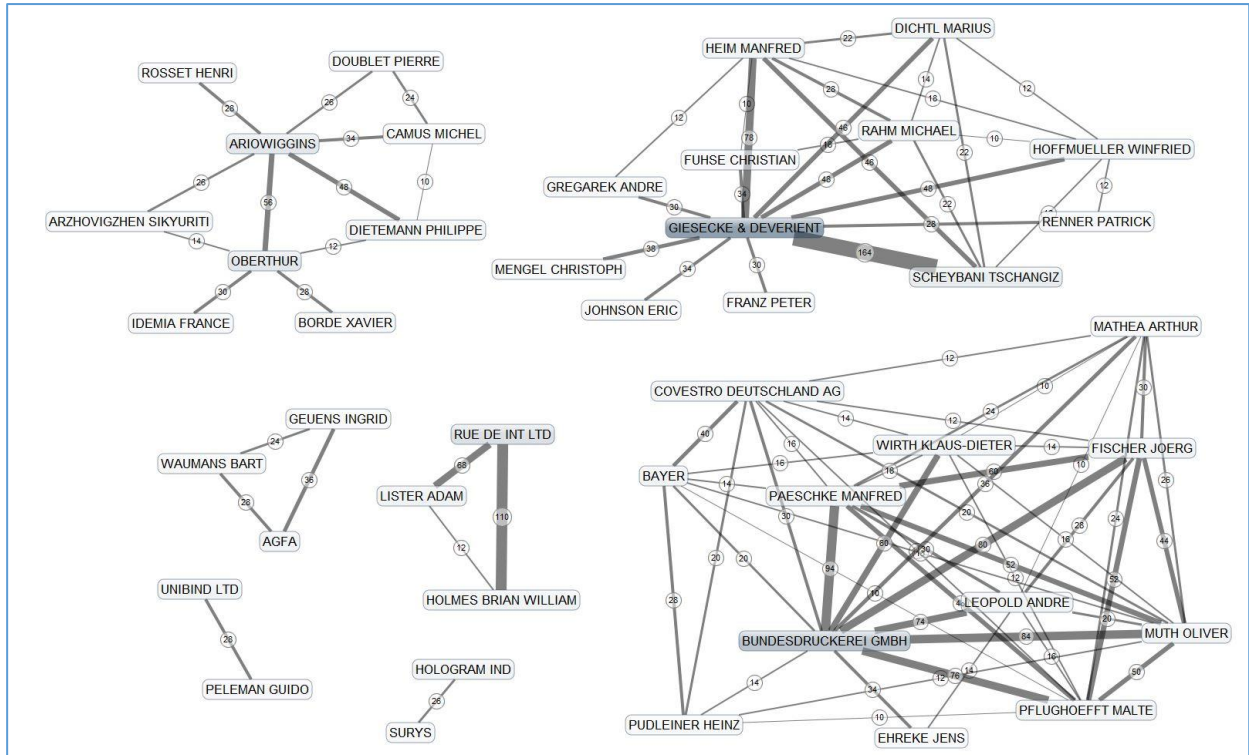 DICHTL MARIUS
HEIM MANFRED
22
DOUBLET PIERRE
ROSSET HENRI
14
12
26
24
28
10
28
16
12
34
CAMUS MICHEL
46
RAHM MICHAEL
10
ARIOWIGGINS
78
16
HOFFMUELLER WINFRIED
FUHSE CHRISTIAN
46
22
48
48
12
26
48
10
GREGAREK ANDRE
34
56
30
22
ARZHOVIGZHEN SIKYURITI
DIETEMANN PHILIPPE
GIESECKE & DEVERIENT
28
RENNER PATRICK
14
12
38
164
OBERTHUR
MENGEL CHRISTOPH
34
30
SCHEYBANI TSCHANGIZ
30
28
FRANZ PETER
IDEMIA FRANCE
BORDE XAVIER
JOHNSON ERIC
MATHEA ARTHUR
12
COVESTRO DEUTSCHLAND AG
10
30
GEUENS INGRID
14
24
12
RUE DE INT LTD
40
16
WIRTH KLAUS-DIETER
14
FISCHER JOERG
24
WAUMANS BART
68
16
18
60
10
LISTER ADAM
BAYER
14
PAESCHKE MANFRED
36
26
36
28
110
30
20
24
28
AGFA
20
60
80
16
44
12
20
94
30
52
52
UNIBIND LTD
10
12
HOLMES BRIAN WILLIAM
28
74
LEOPOLD ANDRE
20
28
BUNDESDRUCKEREI GMBH
84
MUTH OLIVER
14
12
76
14
16
50
HOLOGRAM IND
PELEMAN GUIDO
34
26
PUDLEINER HEINZ
10
PFLUGHOEFFT MALTE
SURYS
EHREKE JENS